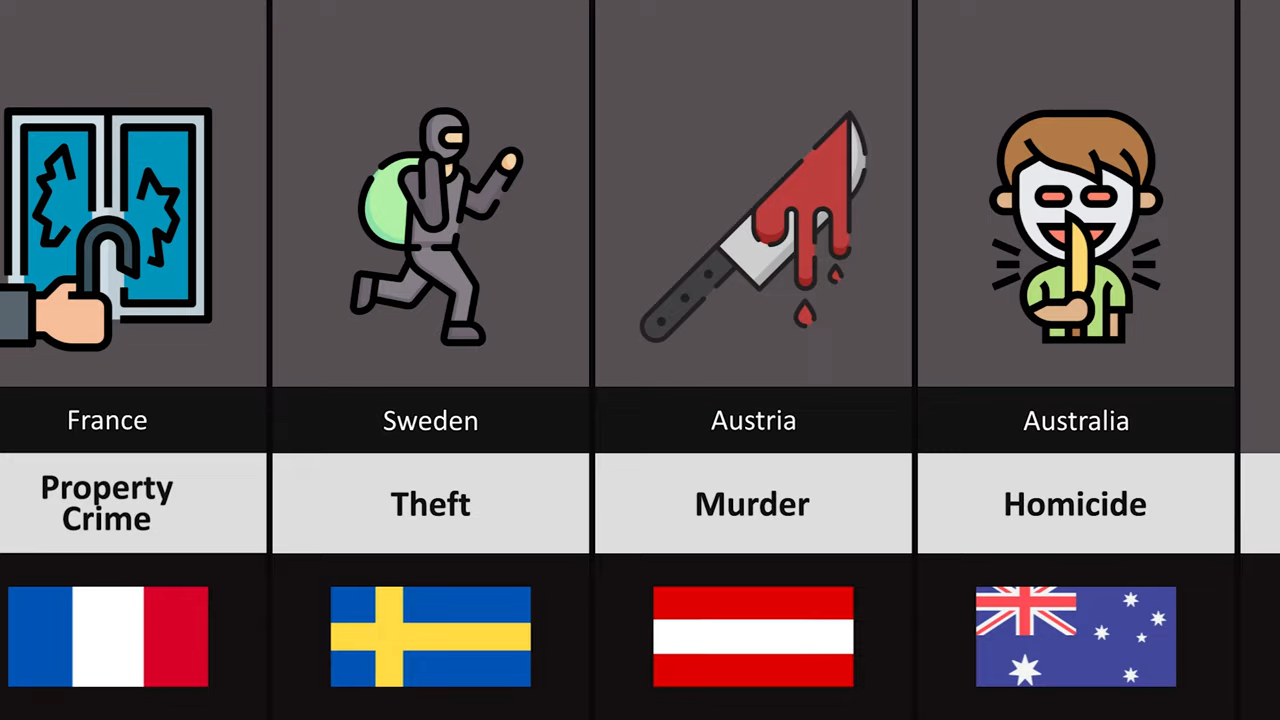 France
Sweden
Austria
Australia
Property
Crime
Theft
Murder
Homicide